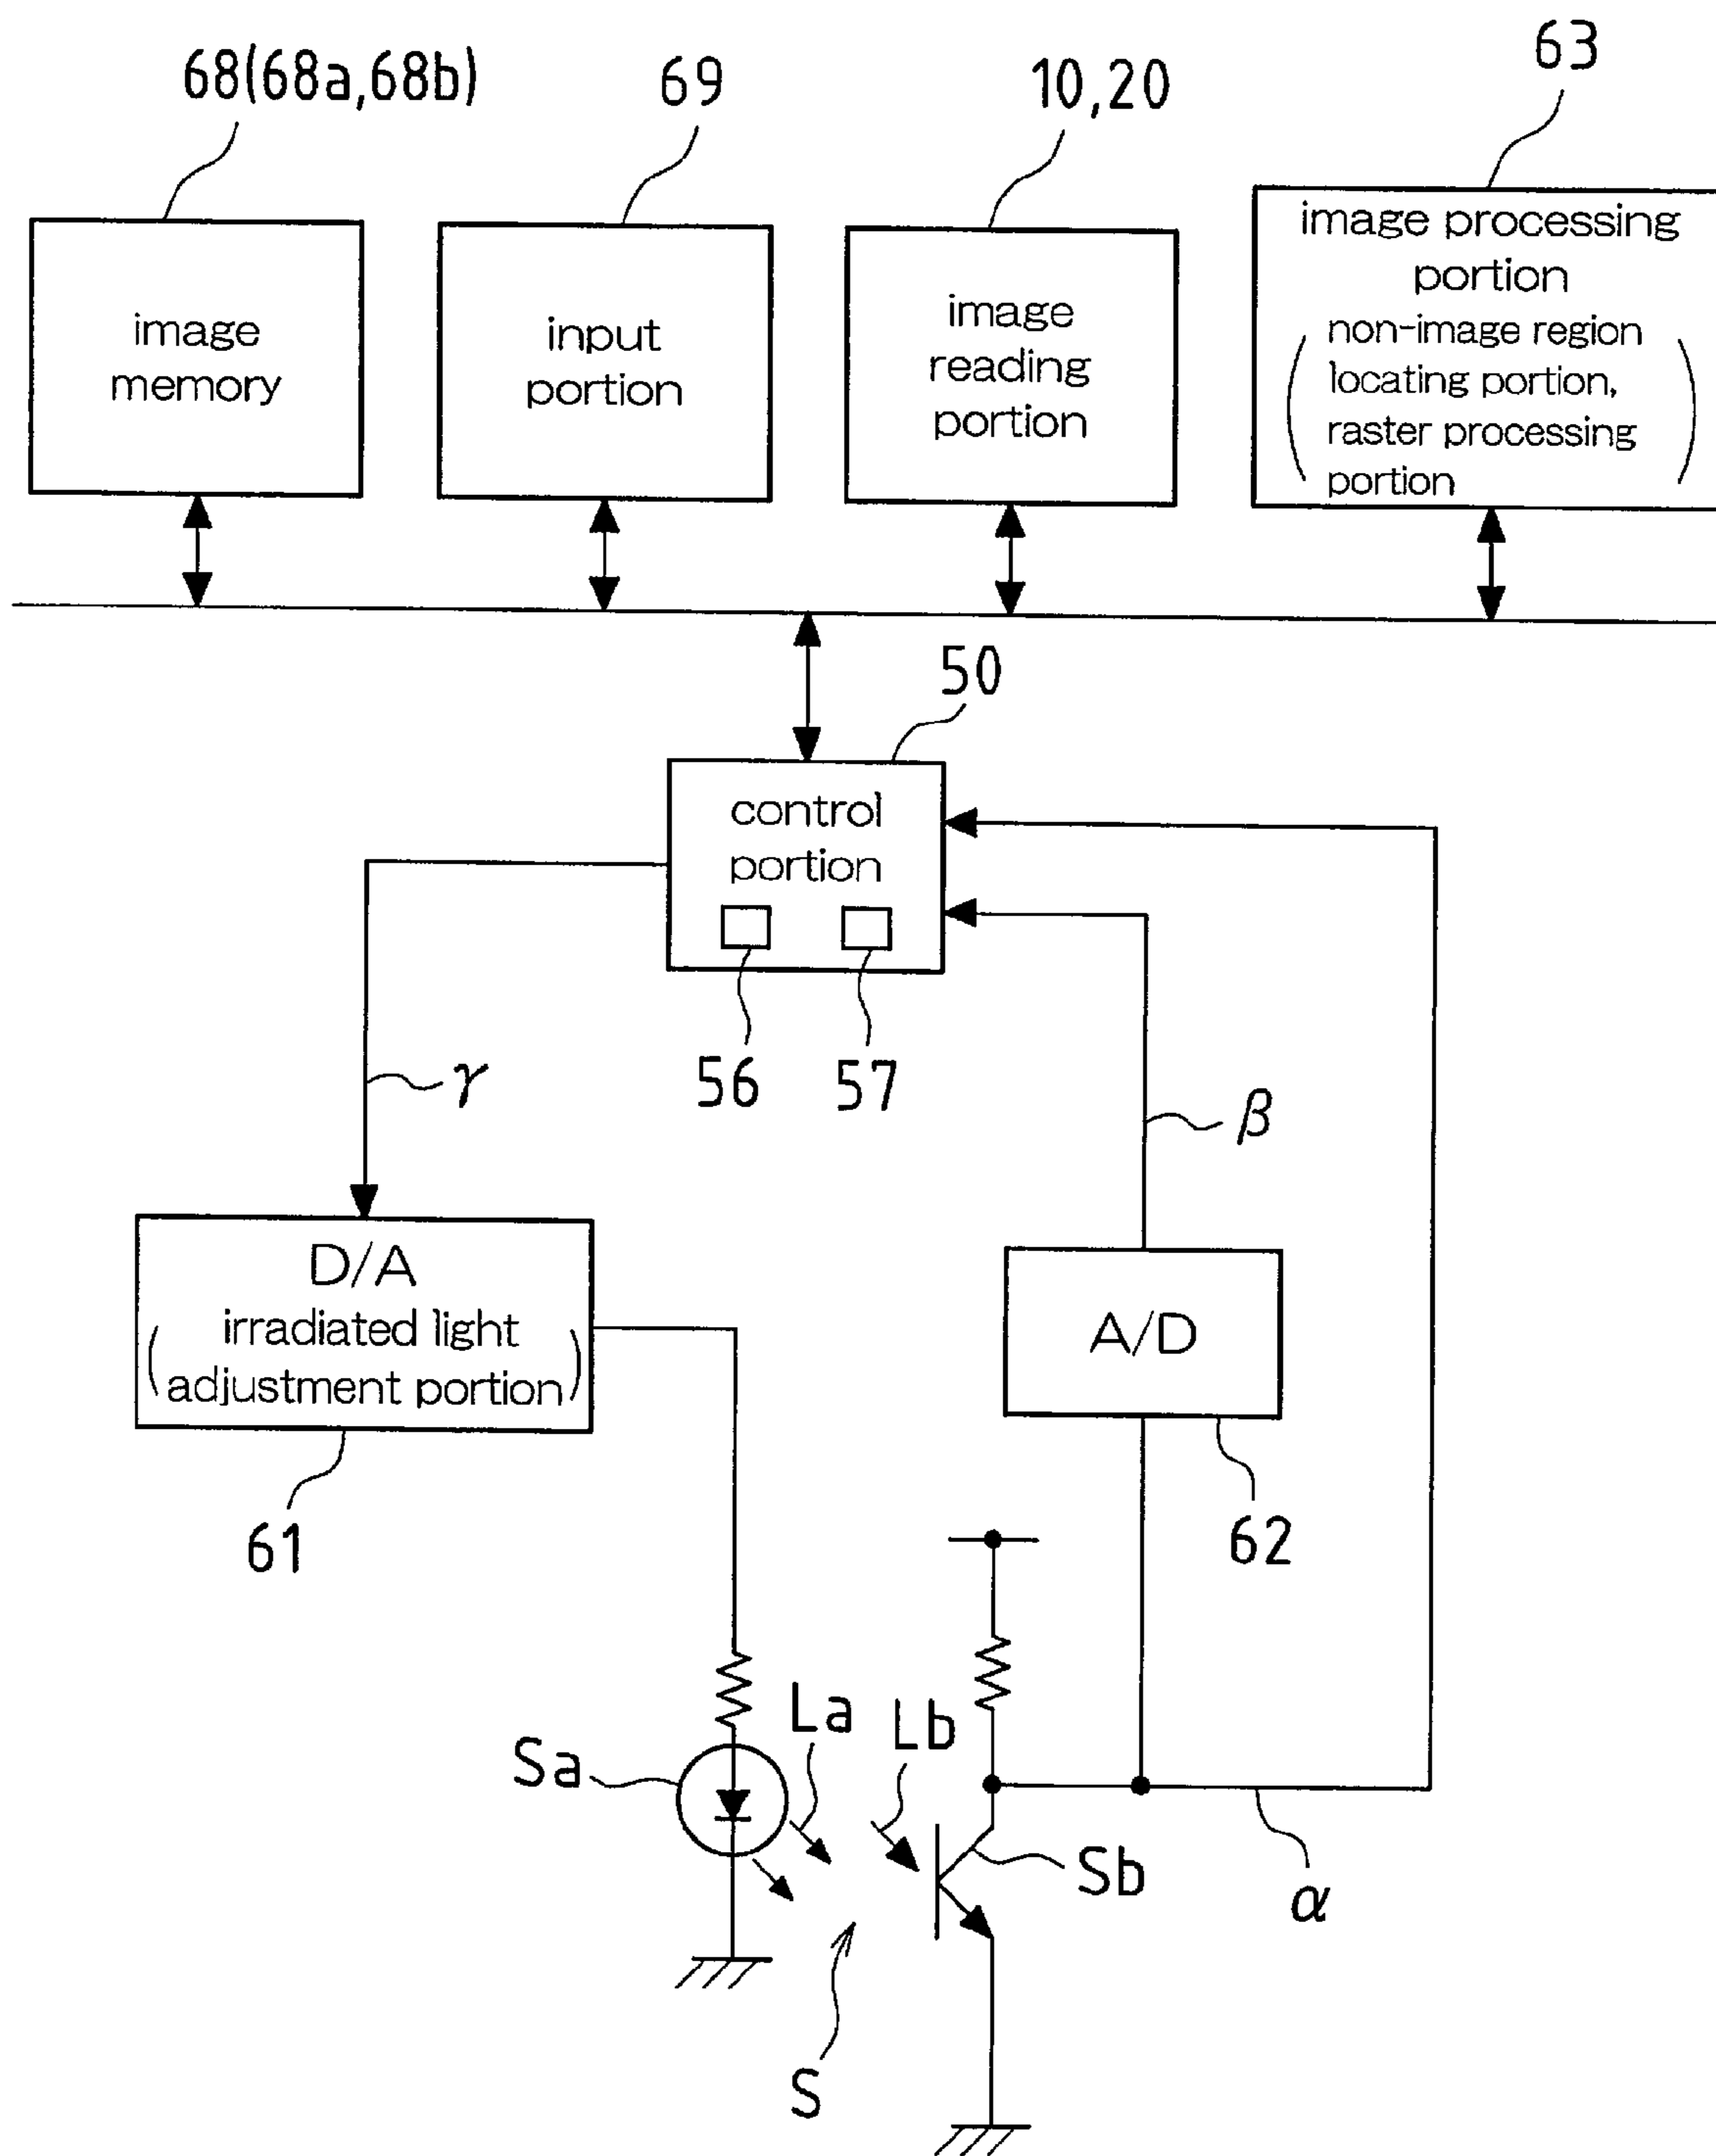 68(68a,68b)
69
10,20
63
image
memory
input
portion
image
reading
portion
image processing
portion
( non-image region
locating portion,
raster processing
portion )
50
control
portion
56
57
γ
β
D/A
( irradiated light
adjustment portion )
61
A/D
62
Sa
La
Lb
Sb
α
S